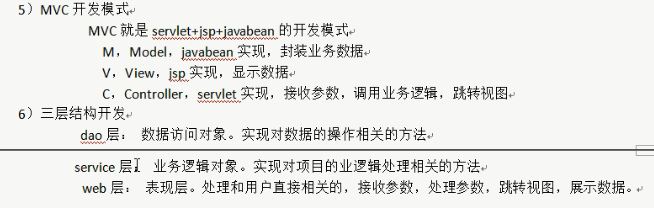 5）MVC 开发模式
MVC 就是 servlet+jsp+javabean 的开发模式
M，Model，javabean 实现，封装业务数据
V，View，jsp 实现，显示数据
C，Controller，servlet 实现，接收参数，调用业务逻辑，跳转视图
6）三层结构开发
dao 层： 数据访问对象。实现对数据的操作相关的方法
service 层： 业务逻辑对象。实现对项目的业逻辑处理相关的方法
web 层： 表现层。处理和用户直接相关的，接收参数，处理参数，跳转视图，展示数据。